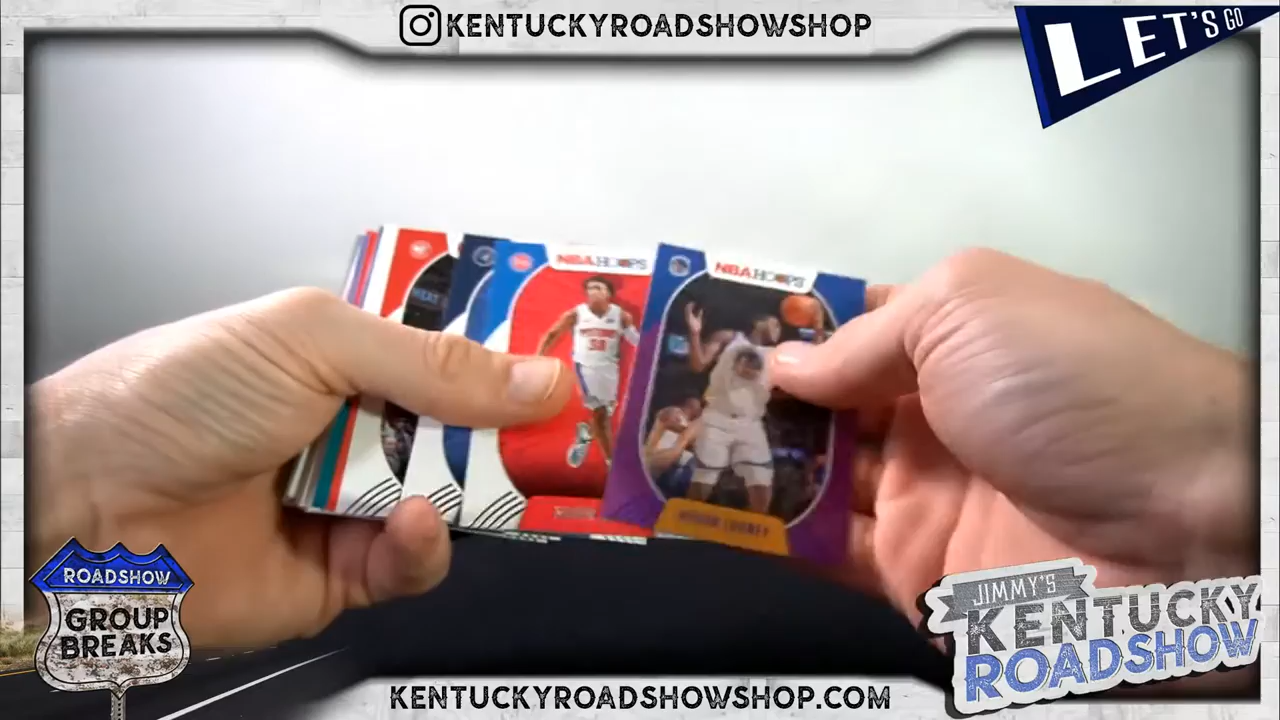 KENTUCKYROADSHOWSHOP
LET'S GO
NBA HOOPS
NBA HOOPS
ROADSHOW
GROUP
BREAKS
JIMMY'S
KENTUCKY
ROADSHOW
KENTUCKYROADSHOWSHOP.COM